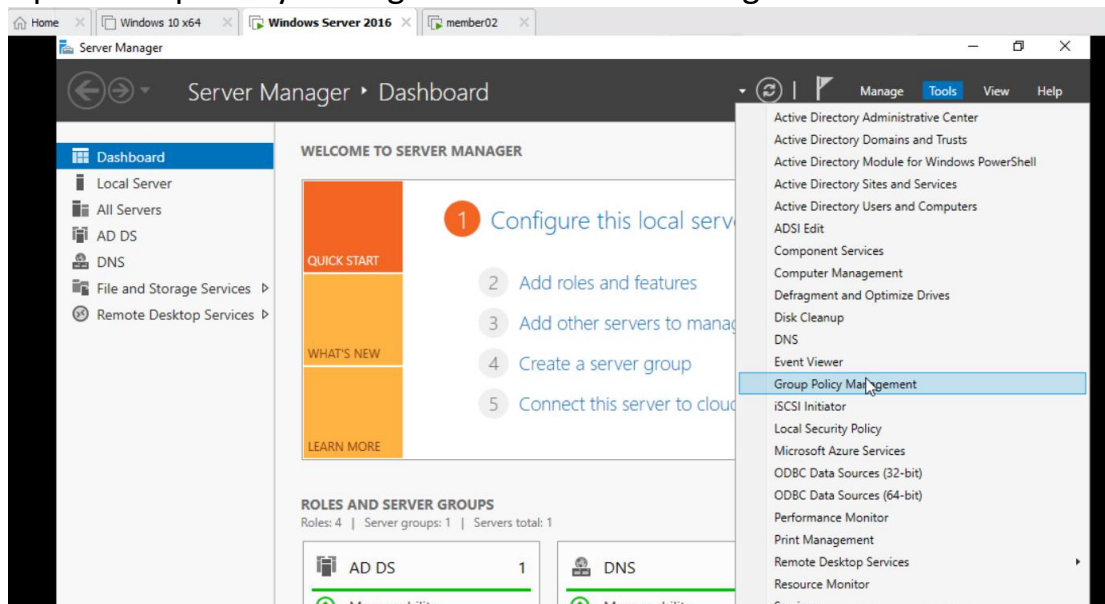 Home
Windows 10 x64
Windows Server 2016
member02
Server Manager
Server Manager • Dashboard
Manage
Tools
View
Help
Dashboard
Local Server
All Servers
AD DS
DNS
File and Storage Services
Remote Desktop Services
WELCOME TO SERVER MANAGER
QUICK START
WHAT'S NEW
LEARN MORE
1 Configure this local serv
2 Add roles and features
3 Add other servers to manag
4 Create a server group
5 Connect this server to cloud
ROLES AND SERVER GROUPS
Roles: 4 | Server groups: 1 | Servers total: 1
AD DS 1
DNS
Active Directory Administrative Center
Active Directory Domains and Trusts
Active Directory Module for Windows PowerShell
Active Directory Sites and Services
Active Directory Users and Computers
ADSI Edit
Component Services
Computer Management
Defragment and Optimize Drives
Disk Cleanup
DNS
Event Viewer
Group Policy Management
iSCSI Initiator
Local Security Policy
Microsoft Azure Services
ODBC Data Sources (32-bit)
ODBC Data Sources (64-bit)
Performance Monitor
Print Management
Remote Desktop Services
Resource Monitor